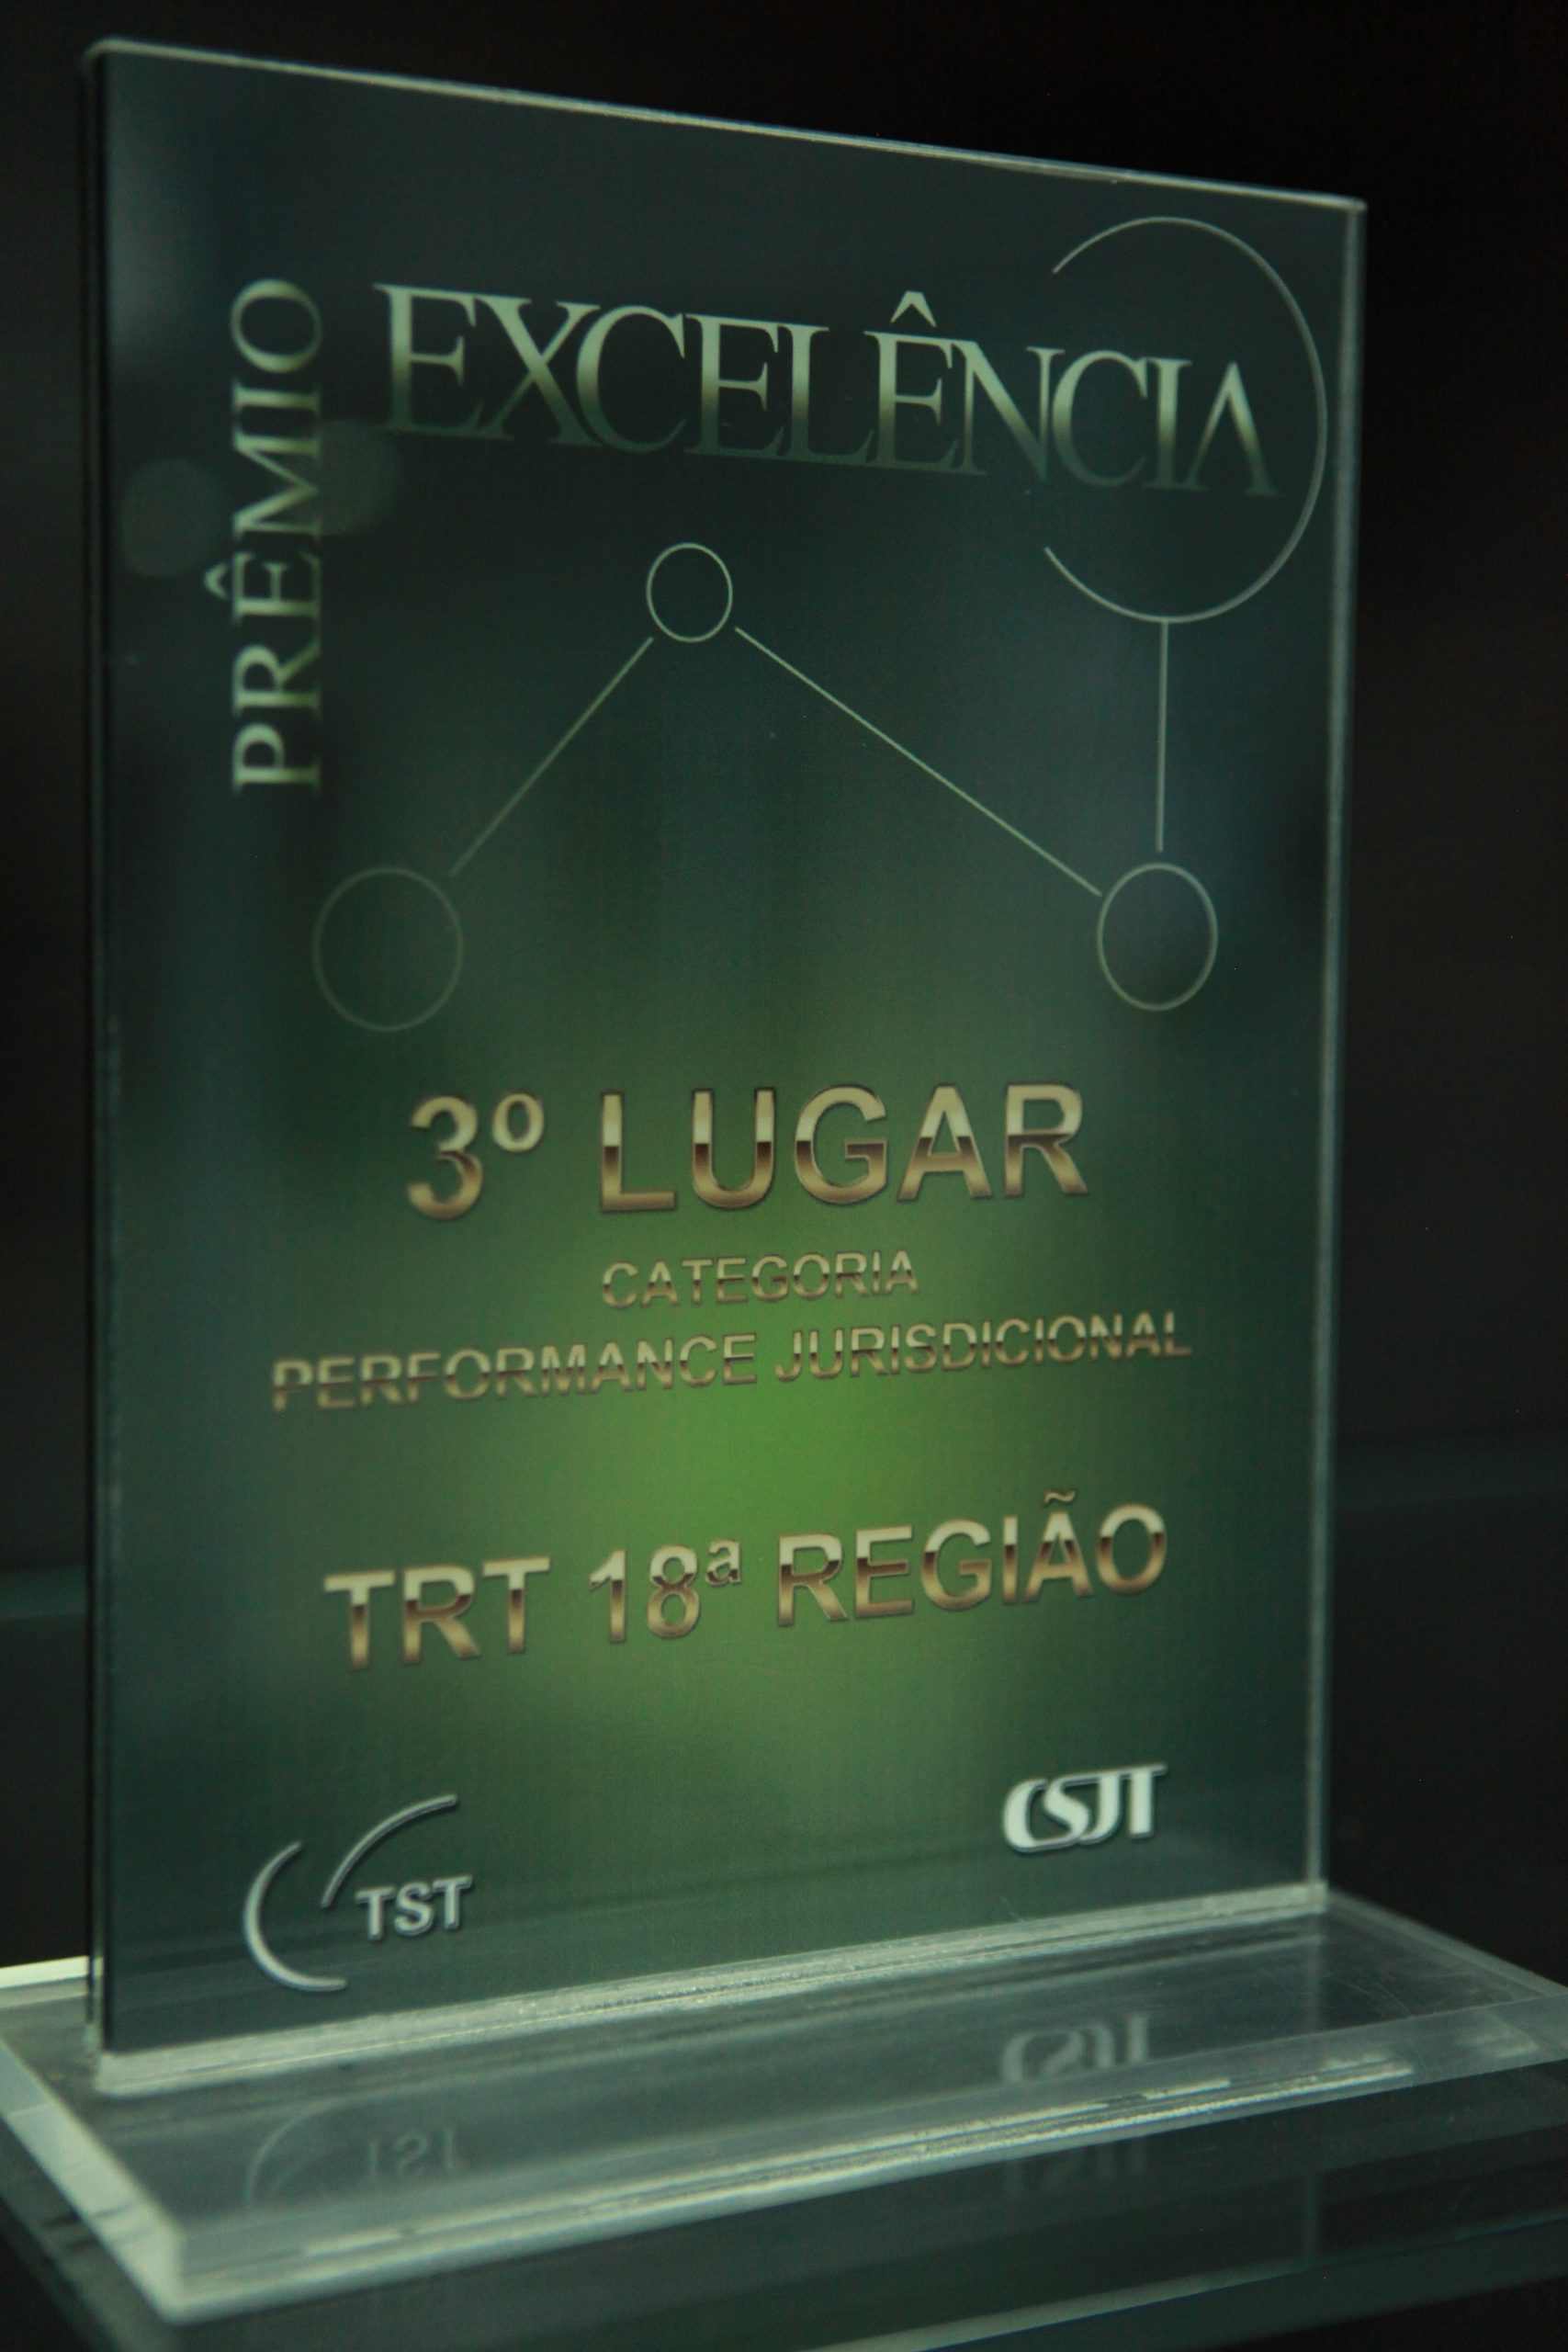 PRÊMIO
EXCELÊNCIA
3º LUGAR
CATEGORIA
PERFORMANCE JURISDICIONAL
TRT 18ª REGIÃO
TST
CSJT